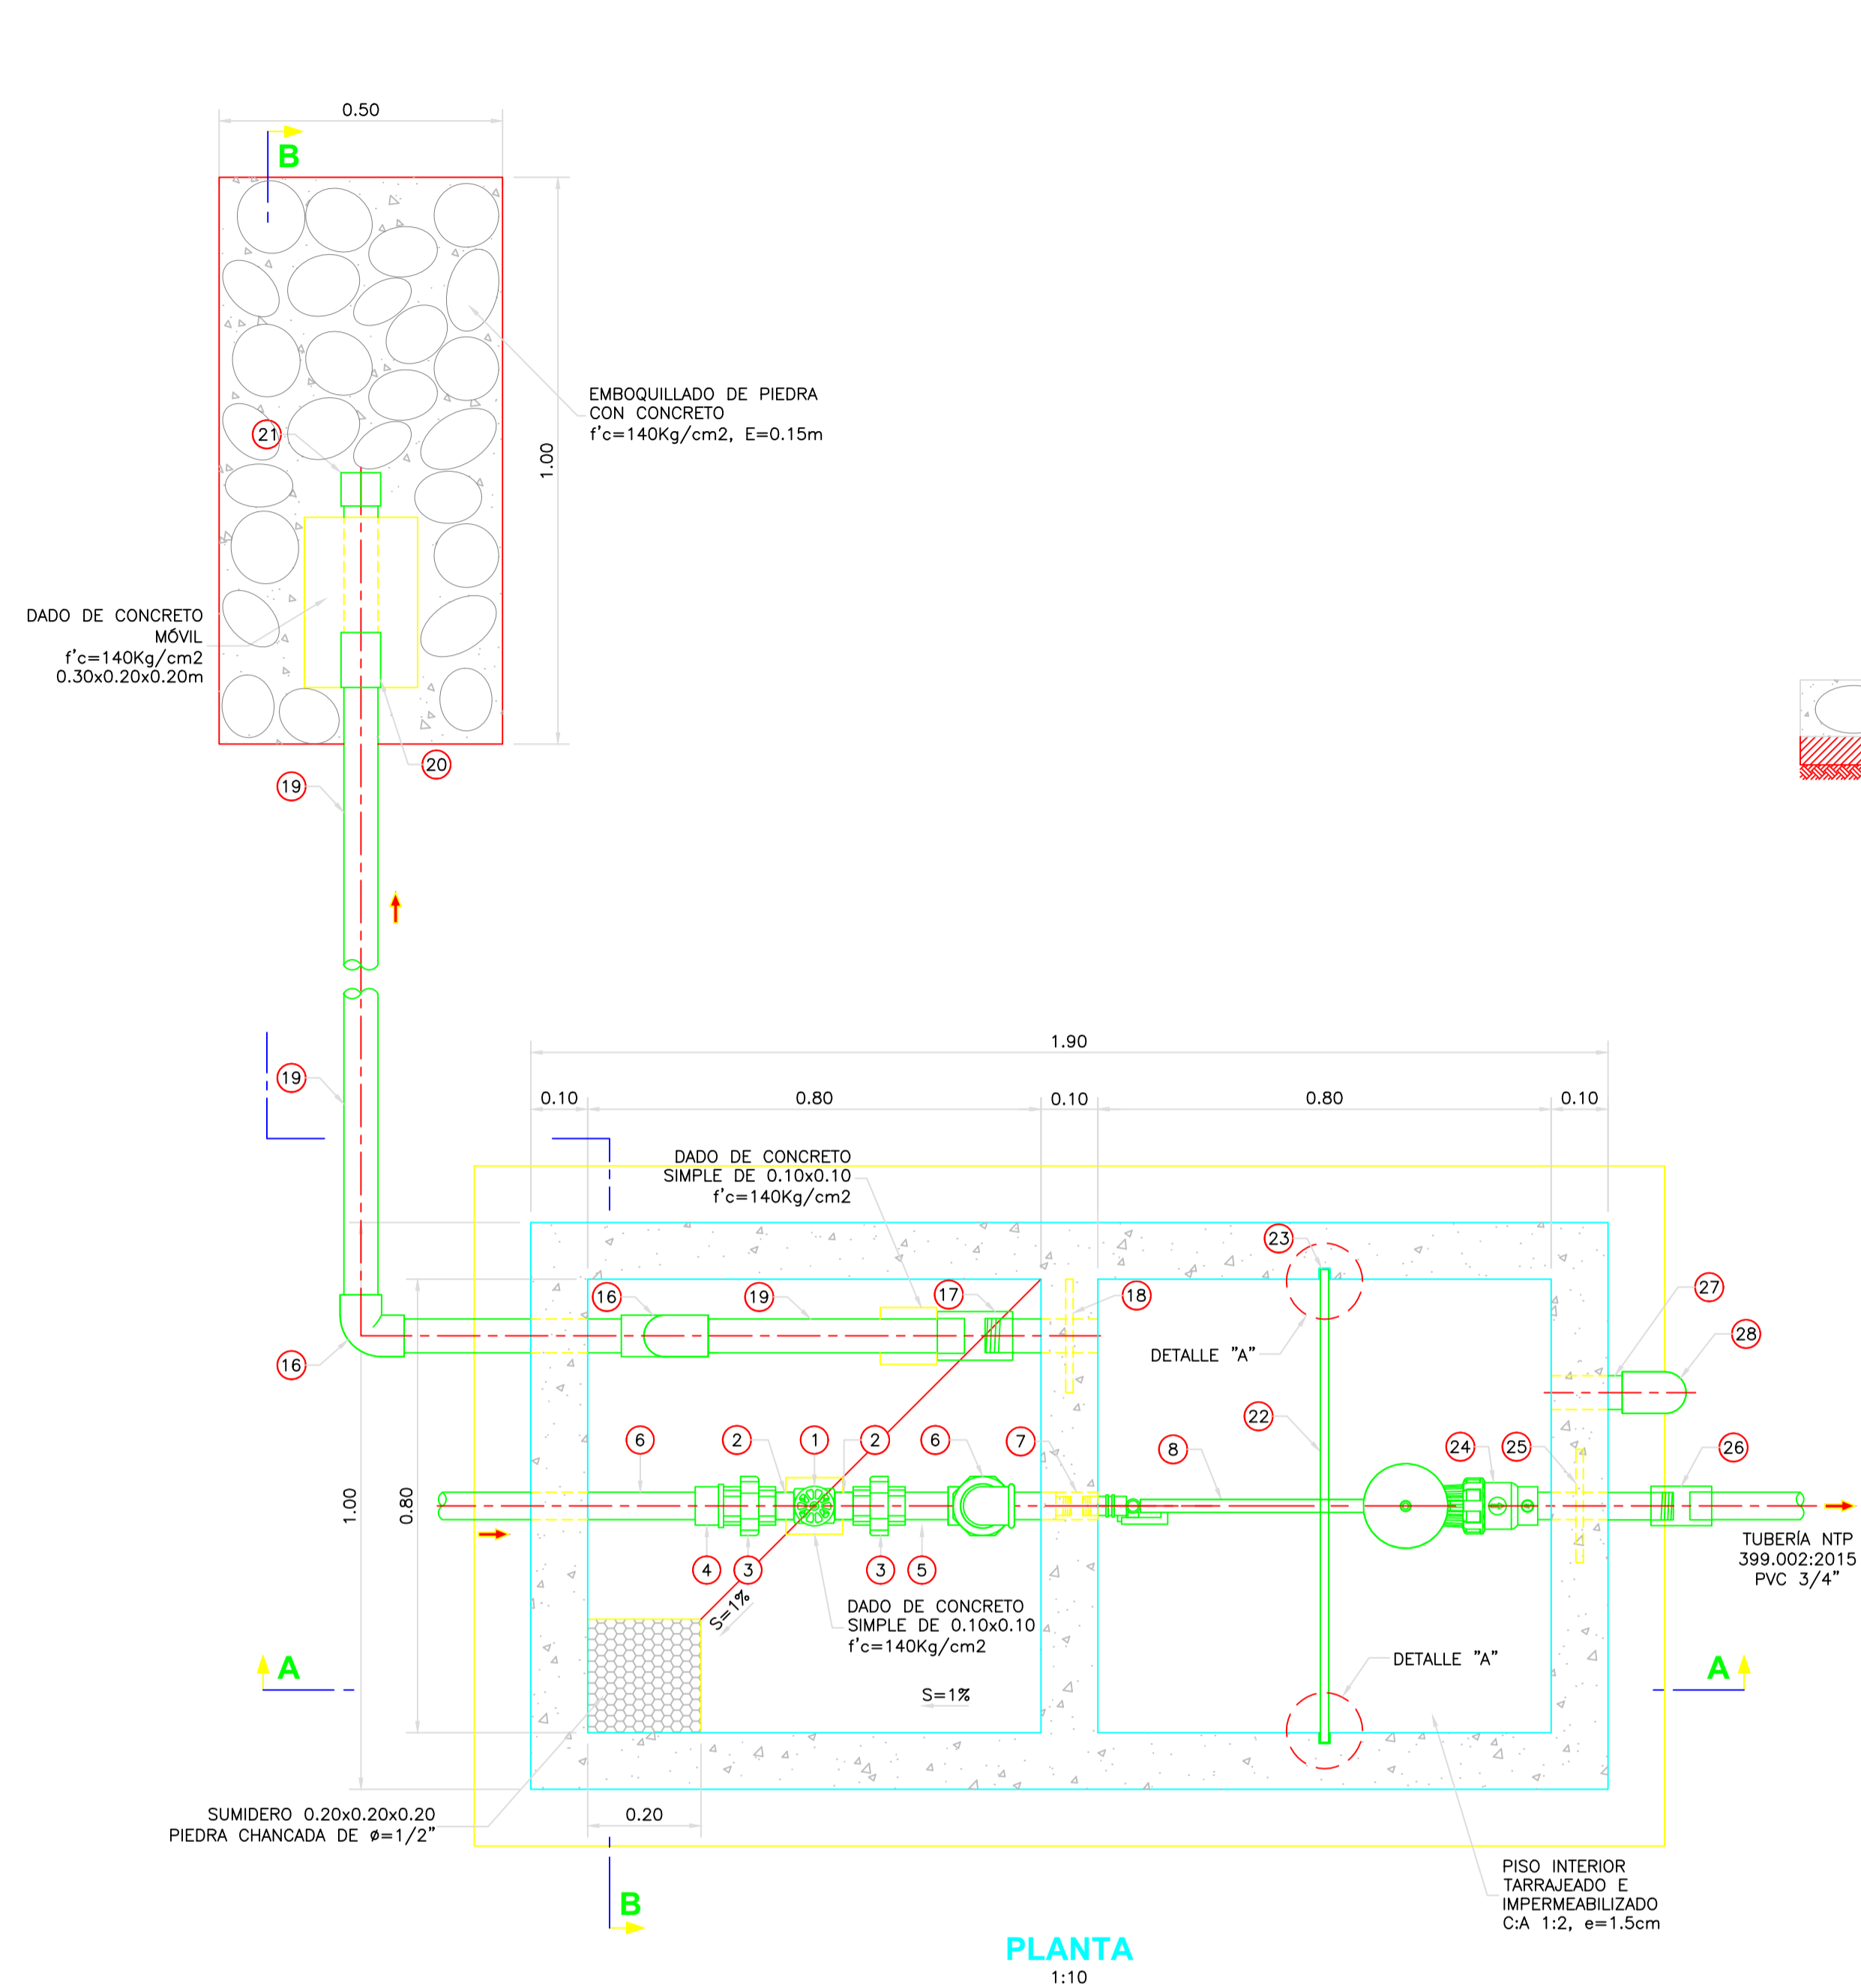 0.50
B
1.00
EMBOQUILLADO DE PIEDRA
CON CONCRETO
f'c=140Kg/cm2, E=0.15m
21
DADO DE CONCRETO
MÓVIL
f'c=140Kg/cm2
0.30x0.20x0.20m
20
19
19
1.90
0.10
0.80
0.10
0.80
0.10
DADO DE CONCRETO
SIMPLE DE 0.10x0.10
f'c=140Kg/cm2
23
16
19
17
18
27
28
16
DETALLE "A"
22
6
2
1
2
6
7
8
24
25
26
1.00
0.80
4
3
3
5
TUBERÍA NTP
399.002:2015
PVC 3/4"
S=1%
DADO DE CONCRETO
SIMPLE DE 0.10x0.10
f'c=140Kg/cm2
A
DETALLE "A"
A
S=1%
SUMIDERO 0.20x0.20x0.20
PIEDRA CHANCADA DE ø=1/2"
0.20
B
PISO INTERIOR
TARRAJEADO E
IMPERMEABILIZADO
C:A 1:2, e=1.5cm
PLANTA
1:10